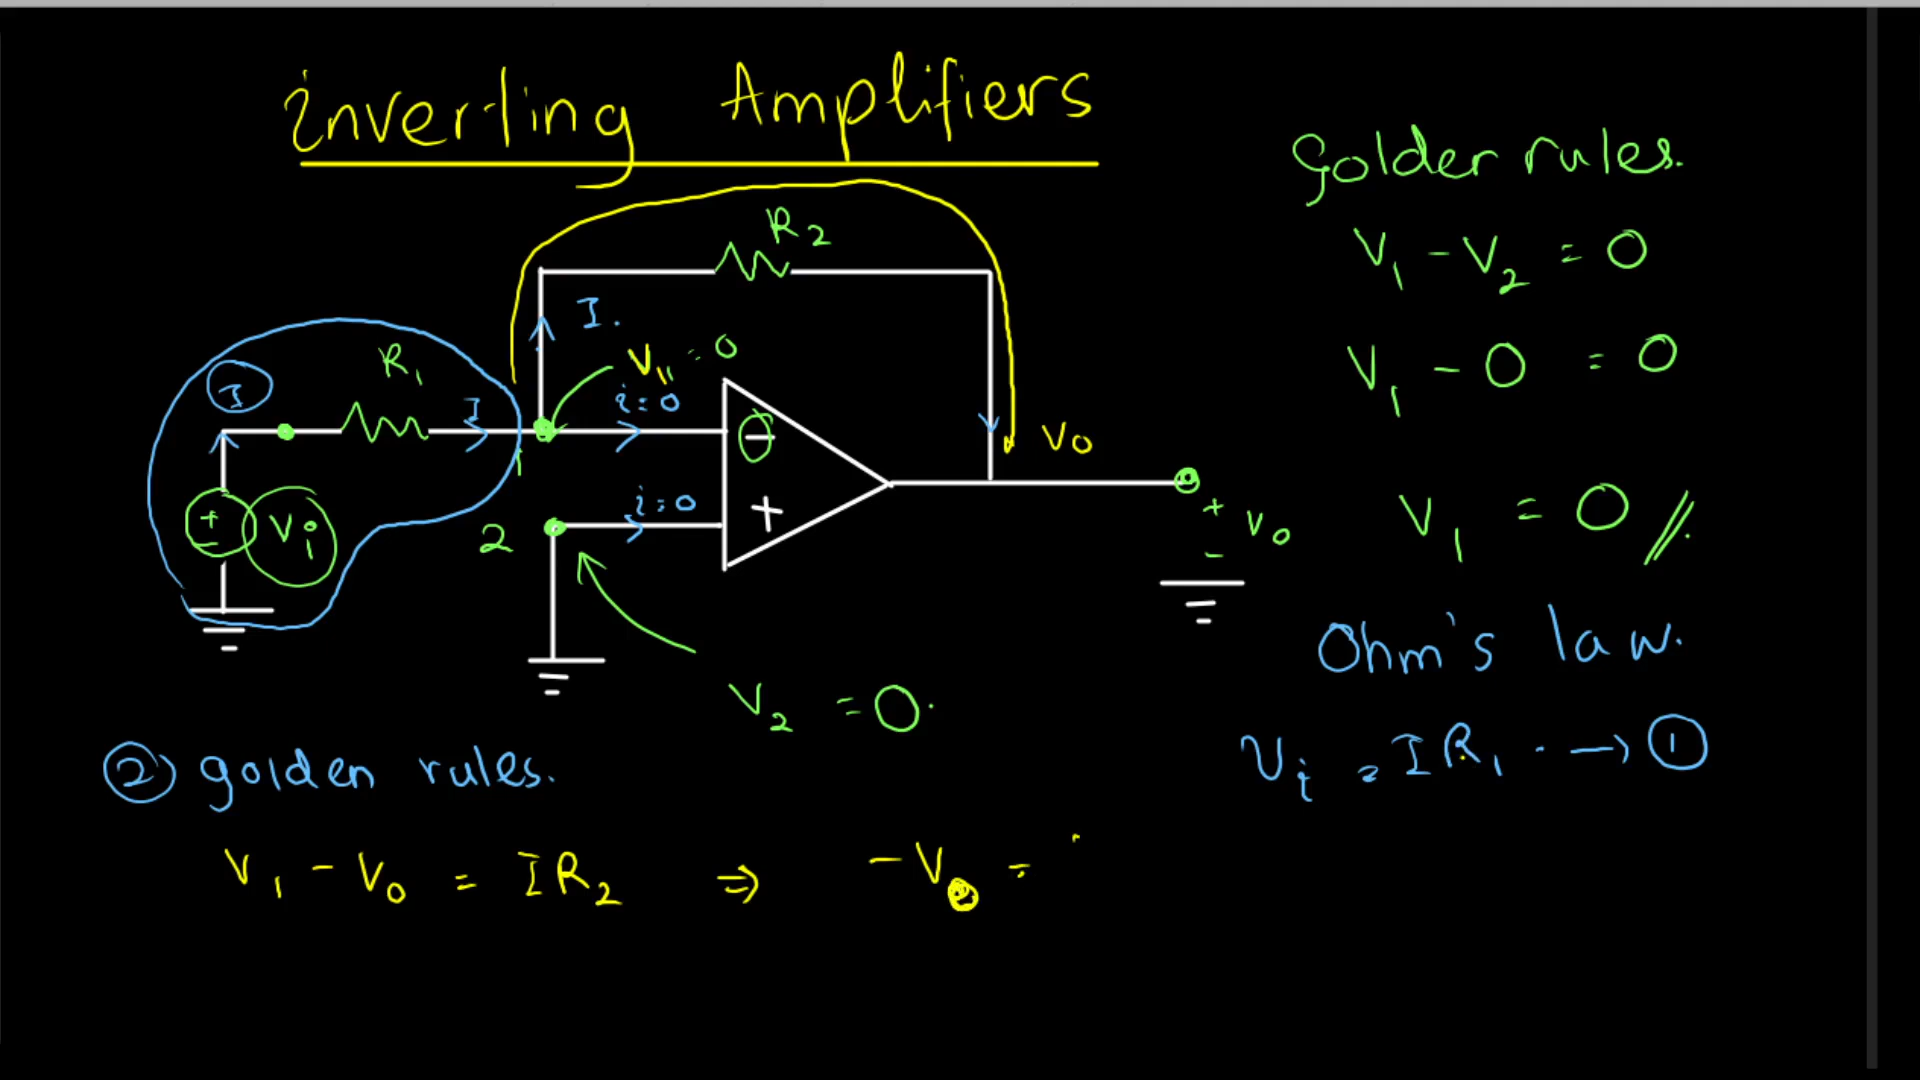 inverting Amplifiers
Golder rules.
V1 - V2 = 0
V1 - 0 = 0
V1 = 0 //.
Ohm's law.
Vi = IR1 . → ①
R2
I.
V1 = 0
R1
I
I
i=0
-
1
Vo
+
-
Vi
2
i=0
+
+
-
Vo
V2 = 0.
② golden rules.
V1 - Vo = IR2 ⇒ -Vo =